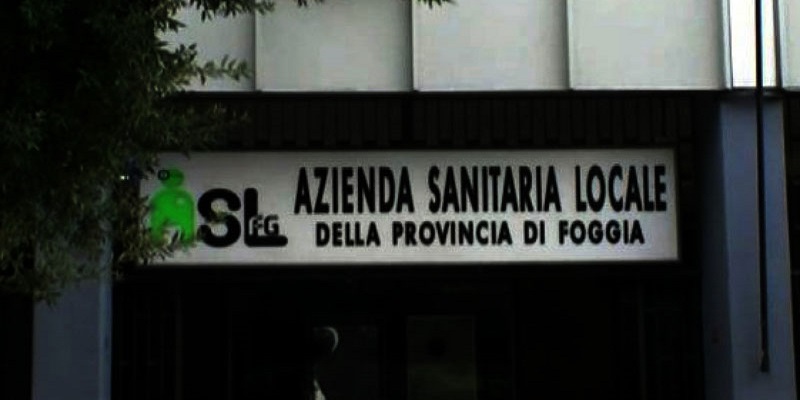 ASL FG
AZIENDA SANITARIA LOCALE
DELLA PROVINCIA DI FOGGIA